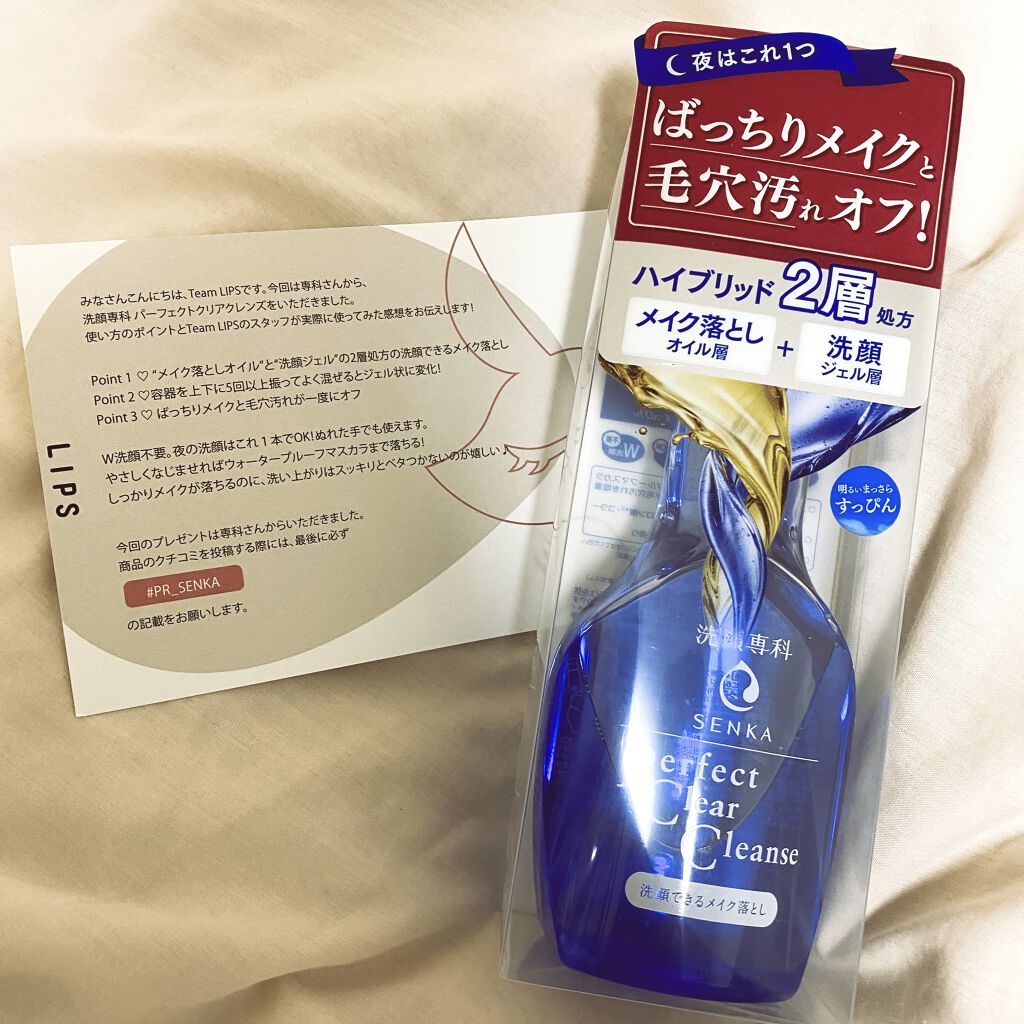 みなさんこんにちは、Team LIPSです。今回は専科さんから、
洗顔専科 パーフェクトクリアクレンズをいただきました。
使い方のポイントとTeam LIPSのスタッフが実際に使ってみた感想をお伝えします!
Point 1 ♡ “メイク落としオイル”と“洗顔ジェル”の2層処方の洗顔できるメイク落とし
Point 2 ♡容器を上下に5回以上振ってよく混ぜるとジェル状に変化!
Point 3 ♡ ばっちりメイクと毛穴汚れが一度にオフ
W洗顔不要。夜の洗顔はこれ1本でOK!ぬれた手でも使えます。
やさしくなじませればウォータープルーフマスカラまで落ちる!
しっかりメイクが落ちるのに、洗い上がりはスッキリとベタつかないのが嬉しい♪
今回のプレゼントは専科さんからいただきました。
商品のクチコミを投稿する際には、最後に必ず
#PR_SENKA
の記載をお願いします。
LIPS
夜はこれ1つ
ばっちりメイクと
毛穴汚れオフ!
ハイブリッド2層処方
メイク落とし
オイル層
+
洗顔
ジェル層
明るいまっさら
すっぴん
洗顔専科
SENKA
Perfect
Clear
Cleanse
洗顔できるメイク落とし